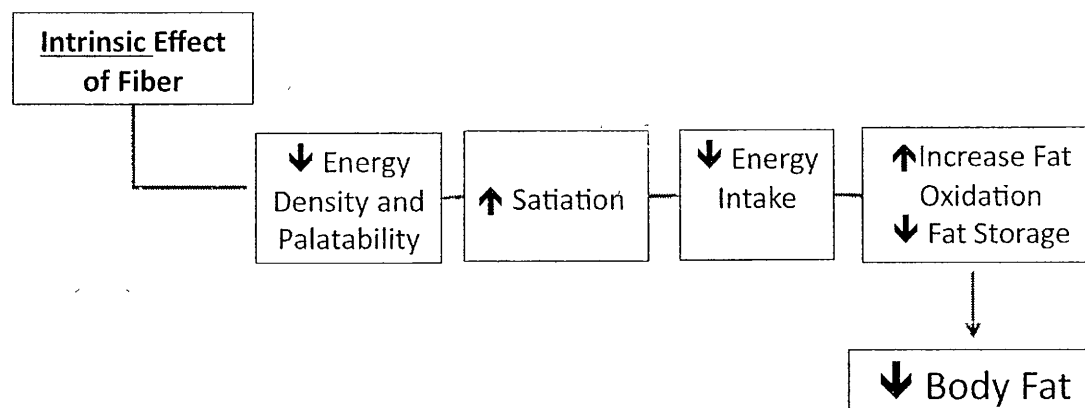 Intrinsic Effect
of Fiber
↓ Energy
Density and
Palatability
↑ Satiation
↓ Energy
Intake
↑Increase Fat
Oxidation
↓ Fat Storage
↓ Body Fat